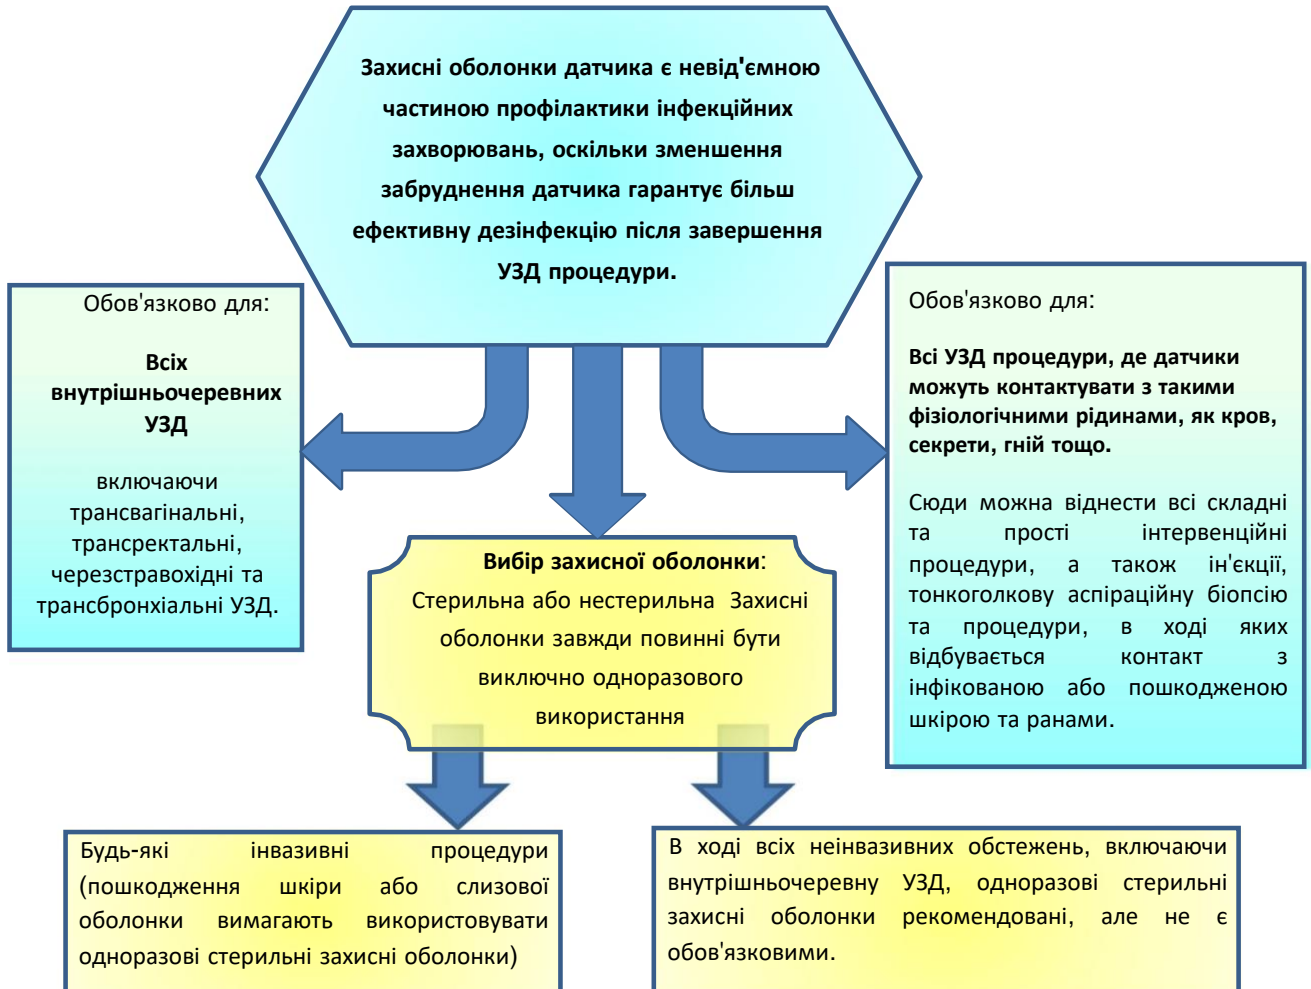 Захисні оболонки датчика є невід'ємною
частиною профілактики інфекційних
захворювань, оскільки зменшення
забруднення датчика гарантує більш
ефективну дезінфекцію після завершення
УЗД процедури.
Обов'язково для:
Всіх
внутрішньочеревних
УЗД
включаючи
трансвагінальні,
трансректальні,
черезстравохідні та
трансбронхіальні УЗД.
Обов'язково для:
Всі УЗД процедури, де датчики
можуть контактувати з такими
фізіологічними рідинами, як кров,
секрети, гній тощо.
Сюди можна віднести всі складні
та прості інтервенційні
процедури, а також ін'єкції,
тонкоголкову аспіраційну біопсію
та процедури, в ході яких
відбувається контакт з
інфікованою або пошкодженою
шкірою та ранами.
Вибір захисної оболонки:
Стерильна або нестерильна Захисні
оболонки завжди повинні бути
виключно одноразового
використання
Будь-які інвазивні процедури
(пошкодження шкіри або слизової
оболонки вимагають використовувати
одноразові стерильні захисні оболонки)
В ході всіх неінвазивних обстежень, включаючи
внутрішньочеревну УЗД, одноразові стерильні
захисні оболонки рекомендовані, але не є
обов'язковими.